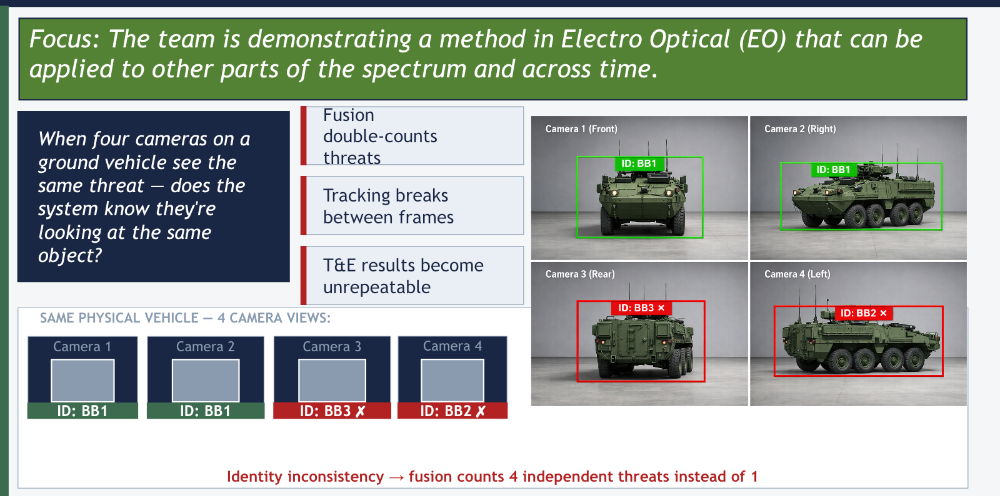 Focus: The team is demonstrating a method in Electro Optical (EO) that can be
applied to other parts of the spectrum and across time.
When four cameras on a
ground vehicle see the
same threat — does the
system know they're
looking at the same
object?
Fusion
double-counts
threats
Tracking breaks
between frames
T&E results become
unrepeatable
Camera 1 (Front)
ID: BB1
Camera 2 (Right)
ID: BB1
Camera 3 (Rear)
ID: BB3 ✕
Camera 4 (Left)
ID: BB2 ✕
SAME PHYSICAL VEHICLE — 4 CAMERA VIEWS:
Camera 1
ID: BB1
Camera 2
ID: BB1
Camera 3
ID: BB3 ✗
Camera 4
ID: BB2 ✗
Identity inconsistency → fusion counts 4 independent threats instead of 1